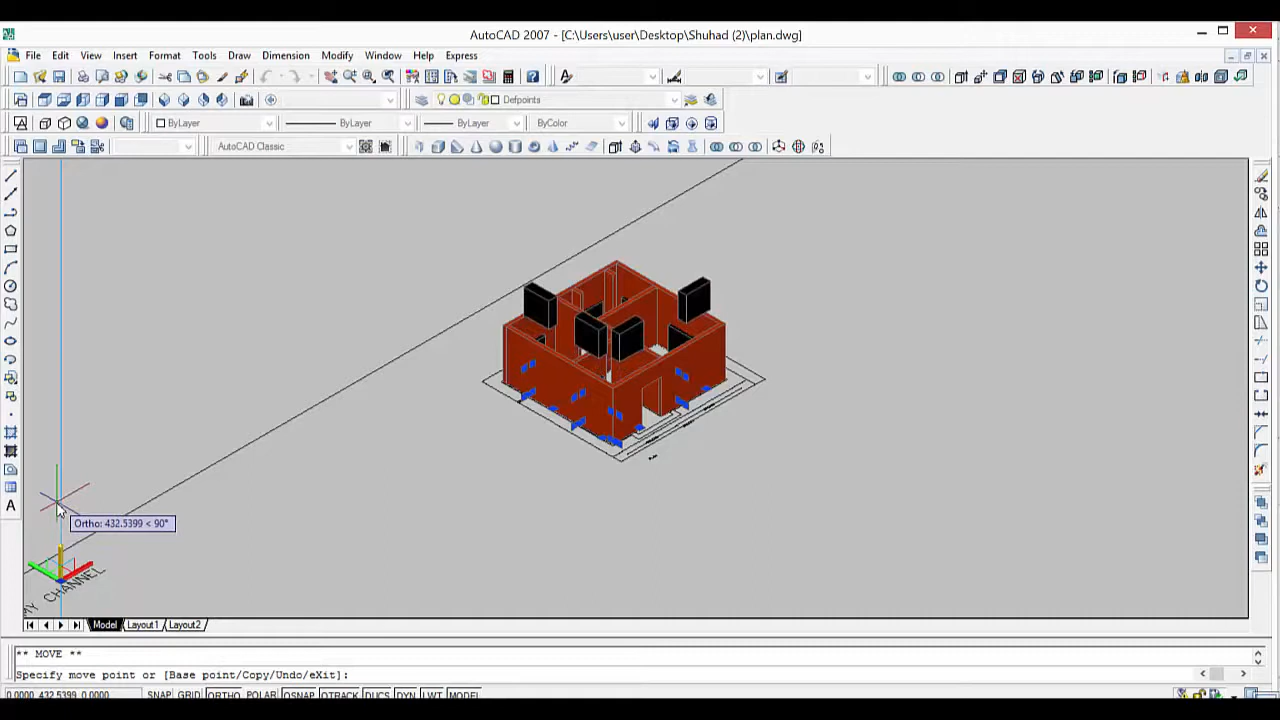 AutoCAD 2007 - [C:\Users\user\Desktop\Shuhad (2)\plan.dwg]
File Edit View Insert Format Tools Draw Dimension Modify Window Help Express
Defpoints
ByLayer ByLayer ByLayer ByColor
AutoCAD Classic
A
Ortho: 432.5399 < 90°
MY CHANNEL
Model Layout1 Layout2
** MOVE **
Specify move point or [Base point/Copy/Undo/eXit]:
0.0000, 432.5399, 0.0000 SNAP GRID ORTHO POLAR OSNAP OTRACK DUCS DYN LWT MODEL